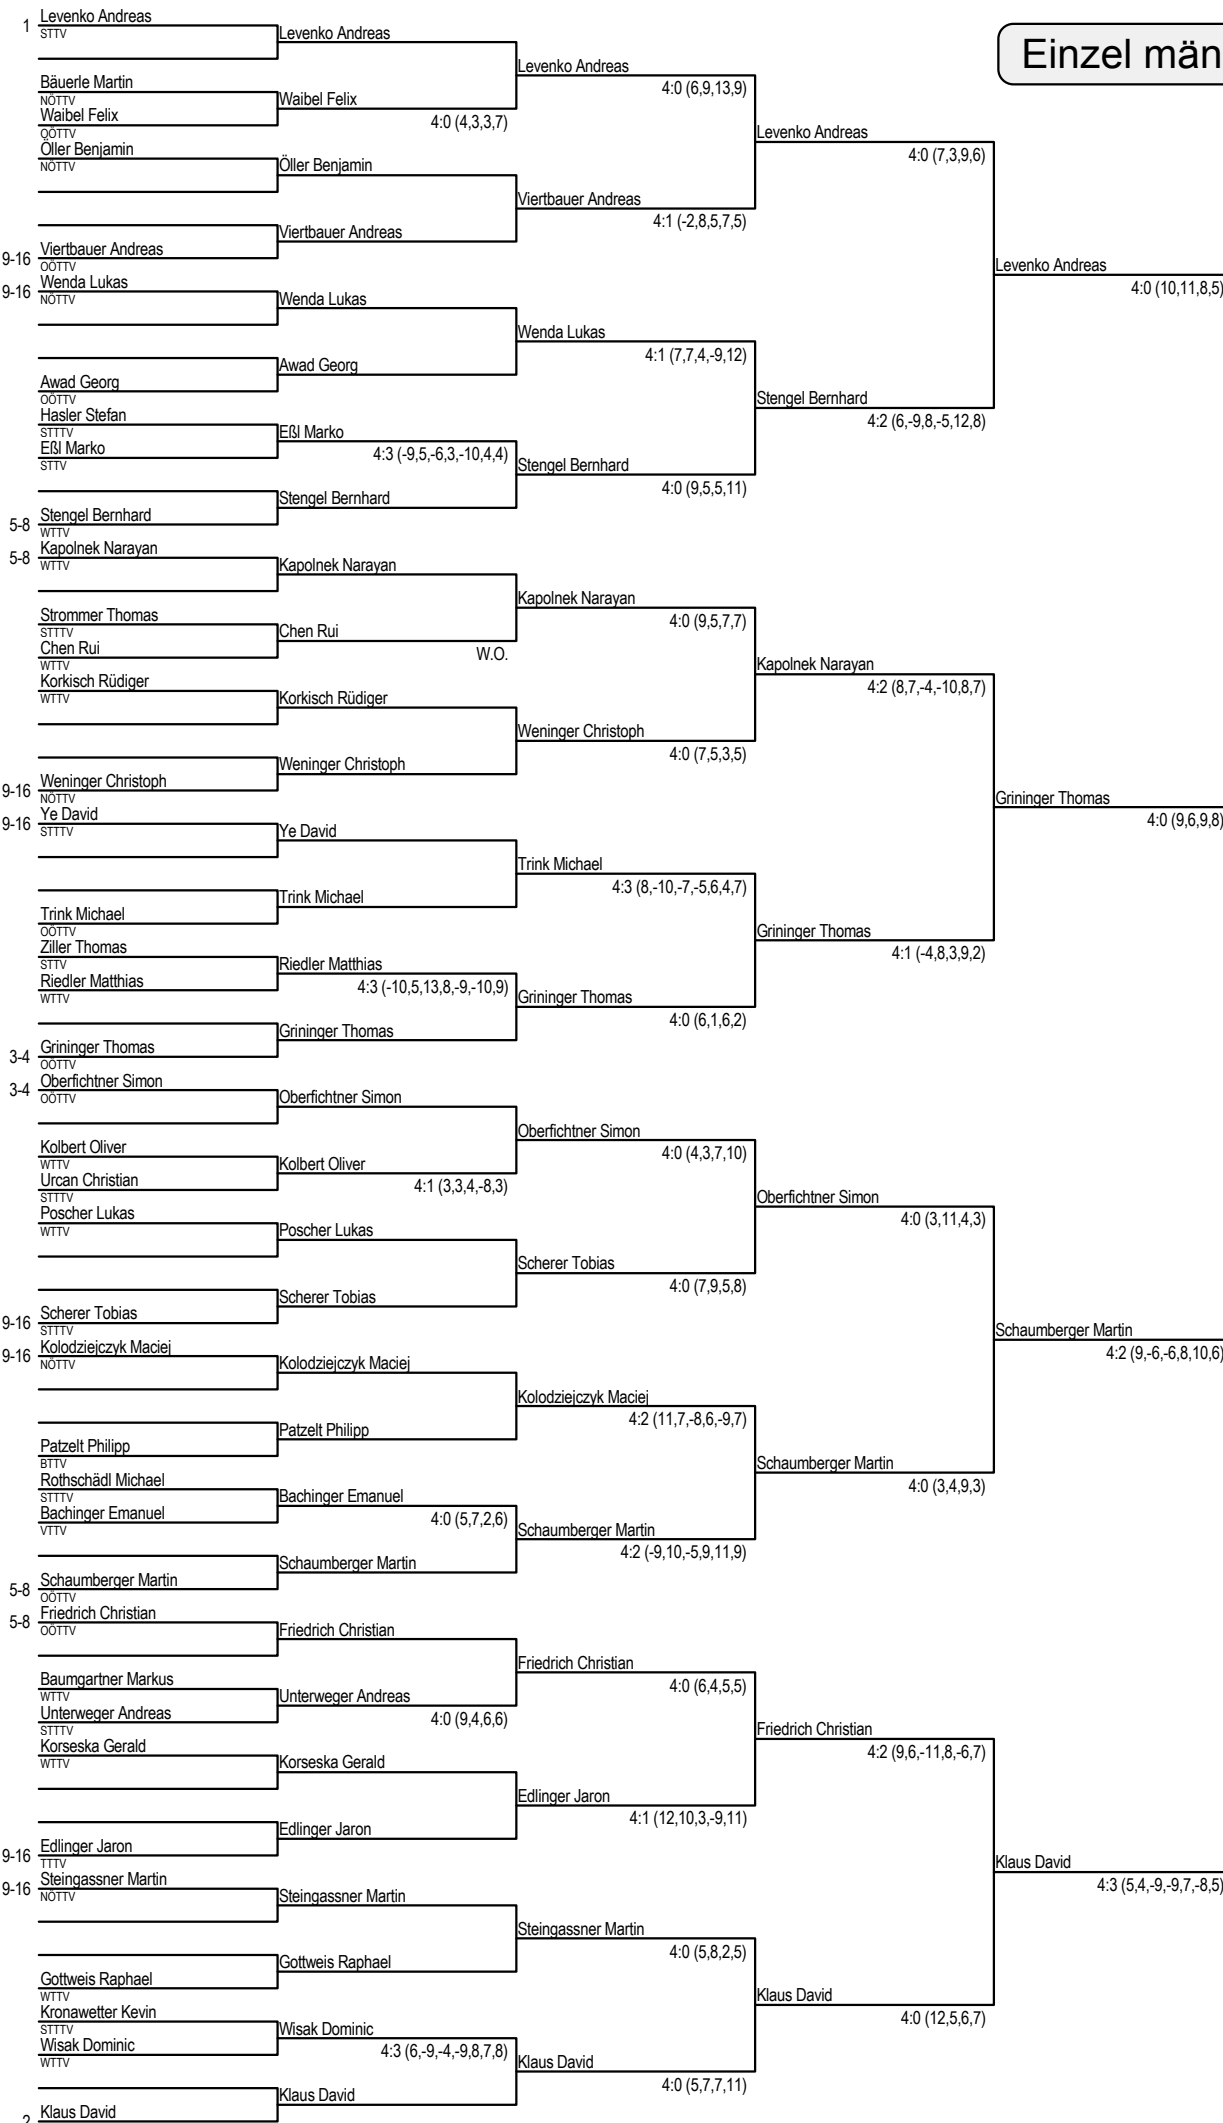 Einzel män
1 Levenko Andreas
STTV
Bäuerle Martin
NÖTTV
Waibel Felix
OÖTTV
Öller Benjamin
NÖTTV
9-16 Viertbauer Andreas
OÖTTV
9-16 Wenda Lukas
NÖTTV
Awad Georg
OÖTTV
Hasler Stefan
STTTV
Eßl Marko
STTV
5-8 Stengel Bernhard
WTTV
5-8 Kapolnek Narayan
WTTV
Strommer Thomas
STTTV
Chen Rui
WTTV
Korkisch Rüdiger
WTTV
9-16 Weninger Christoph
NÖTTV
9-16 Ye David
STTTV
Trink Michael
OÖTTV
Ziller Thomas
STTV
Riedler Matthias
WTTV
3-4 Grininger Thomas
OÖTTV
3-4 Oberfichtner Simon
OÖTTV
Kolbert Oliver
WTTV
Urcan Christian
STTTV
Poscher Lukas
WTTV
9-16 Scherer Tobias
STTTV
9-16 Kolodziejczyk Maciej
NÖTTV
Patzelt Philipp
BTTV
Rothschädl Michael
STTTV
Bachinger Emanuel
VTTV
5-8 Schaumberger Martin
OÖTTV
5-8 Friedrich Christian
OÖTTV
Baumgartner Markus
WTTV
Unterweger Andreas
STTTV
Korseska Gerald
WTTV
9-16 Edlinger Jaron
TTTV
9-16 Steingassner Martin
NÖTTV
Gottweis Raphael
WTTV
Kronawetter Kevin
STTTV
Wisak Dominic
WTTV
2 Klaus David
Levenko Andreas
Waibel Felix
4:0 (4,3,3,7)
Öller Benjamin
Viertbauer Andreas
Wenda Lukas
Awad Georg
Eßl Marko
4:3 (-9,5,-6,3,-10,4,4)
Stengel Bernhard
Kapolnek Narayan
Chen Rui
W.O.
Korkisch Rüdiger
Weninger Christoph
Ye David
Trink Michael
Riedler Matthias
4:3 (-10,5,13,8,-9,-10,9)
Grininger Thomas
Oberfichtner Simon
Kolbert Oliver
4:1 (3,3,4,-8,3)
Poscher Lukas
Scherer Tobias
Kolodziejczyk Maciej
Patzelt Philipp
Bachinger Emanuel
4:0 (5,7,2,6)
Schaumberger Martin
Friedrich Christian
Unterweger Andreas
4:0 (9,4,6,6)
Korseska Gerald
Edlinger Jaron
Steingassner Martin
Gottweis Raphael
Wisak Dominic
4:3 (6,-9,-4,-9,8,7,8)
Klaus David
Levenko Andreas
4:0 (6,9,13,9)
Viertbauer Andreas
4:1 (-2,8,5,7,5)
Wenda Lukas
4:1 (7,7,4,-9,12)
Stengel Bernhard
4:0 (9,5,5,11)
Kapolnek Narayan
4:0 (9,5,7,7)
Weninger Christoph
4:0 (7,5,3,5)
Trink Michael
4:3 (8,-10,-7,-5,6,4,7)
Grininger Thomas
4:0 (6,1,6,2)
Oberfichtner Simon
4:0 (4,3,7,10)
Scherer Tobias
4:0 (7,9,5,8)
Kolodziejczyk Maciej
4:2 (11,7,-8,6,-9,7)
Schaumberger Martin
4:2 (-9,10,-5,9,11,9)
Friedrich Christian
4:0 (6,4,5,5)
Edlinger Jaron
4:1 (12,10,3,-9,11)
Steingassner Martin
4:0 (5,8,2,5)
Klaus David
4:0 (5,7,7,11)
Levenko Andreas
4:0 (7,3,9,6)
Stengel Bernhard
4:2 (6,-9,8,-5,12,8)
Kapolnek Narayan
4:2 (8,7,-4,-10,8,7)
Grininger Thomas
4:1 (-4,8,3,9,2)
Oberfichtner Simon
4:0 (3,11,4,3)
Schaumberger Martin
4:0 (3,4,9,3)
Friedrich Christian
4:2 (9,6,-11,8,-6,7)
Klaus David
4:0 (12,5,6,7)
Levenko Andreas
4:0 (10,11,8,5)
Grininger Thomas
4:0 (9,6,9,8)
Schaumberger Martin
4:2 (9,-6,-6,8,10,6)
Klaus David
4:3 (5,4,-9,-9,7,-8,5)